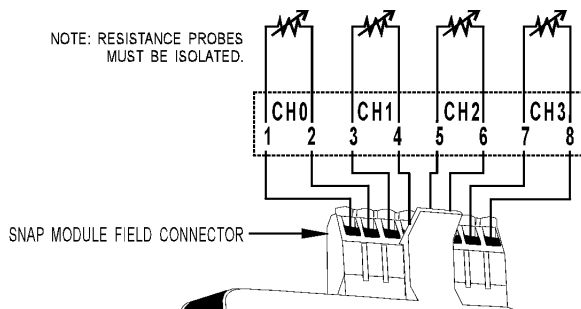 NOTE: RESISTANCE PROBES
MUST BE ISOLATED.
CH0 CH1 CH2 CH3
1 2 3 4 5 6 7 8
SNAP MODULE FIELD CONNECTOR